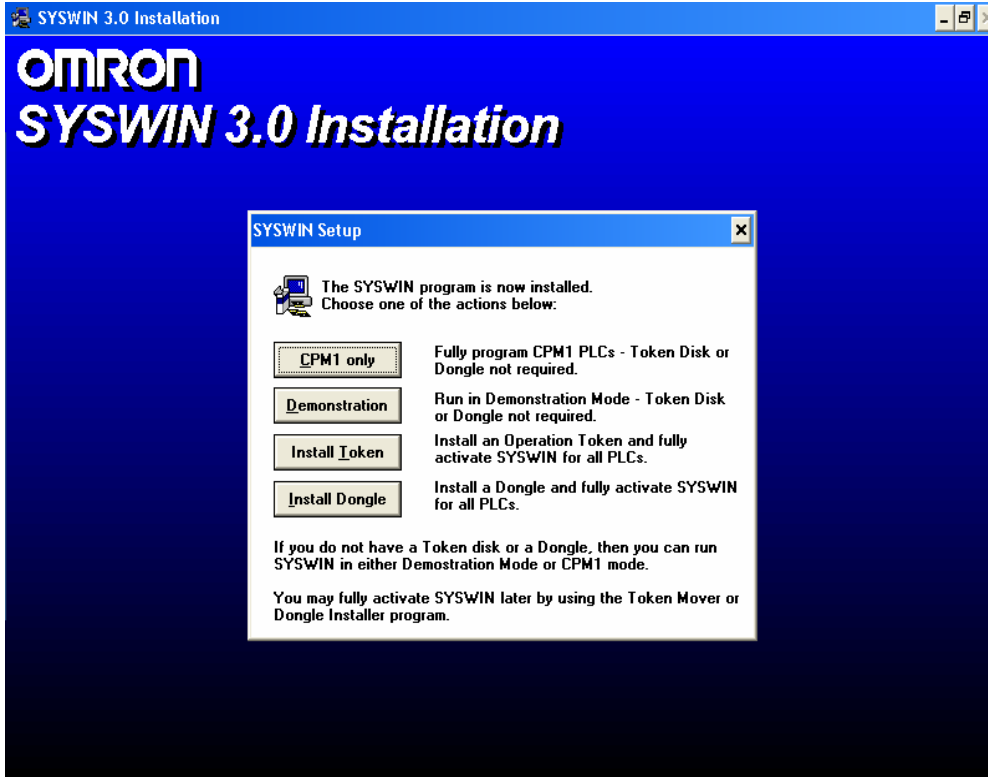 SYSWIN 3.0 Installation
OMRON
SYSWIN 3.0 Installation
SYSWIN Setup
The SYSWIN program is now installed.
Choose one of the actions below:
CPM1 only
Fully program CPM1 PLCs - Token Disk or
Dongle not required.
Demonstration
Run in Demonstration Mode - Token Disk
or Dongle not required.
Install Token
Install an Operation Token and fully
activate SYSWIN for all PLCs.
Install Dongle
Install a Dongle and fully activate SYSWIN
for all PLCs.
If you do not have a Token disk or a Dongle, then you can run
SYSWIN in either Demostration Mode or CPM1 mode.
You may fully activate SYSWIN later by using the Token Mover or
Dongle Installer program.